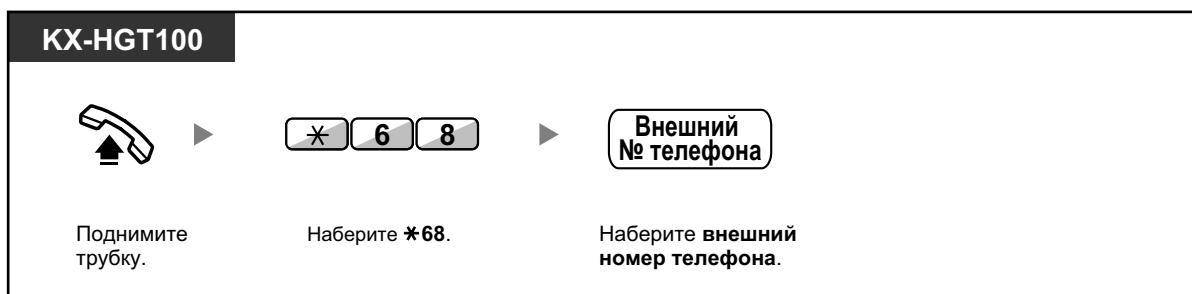 KX-HGT100
* 6 8
Внешний
№ телефона
Поднимите
трубку.
Наберите *68.
Наберите внешний
номер телефона.